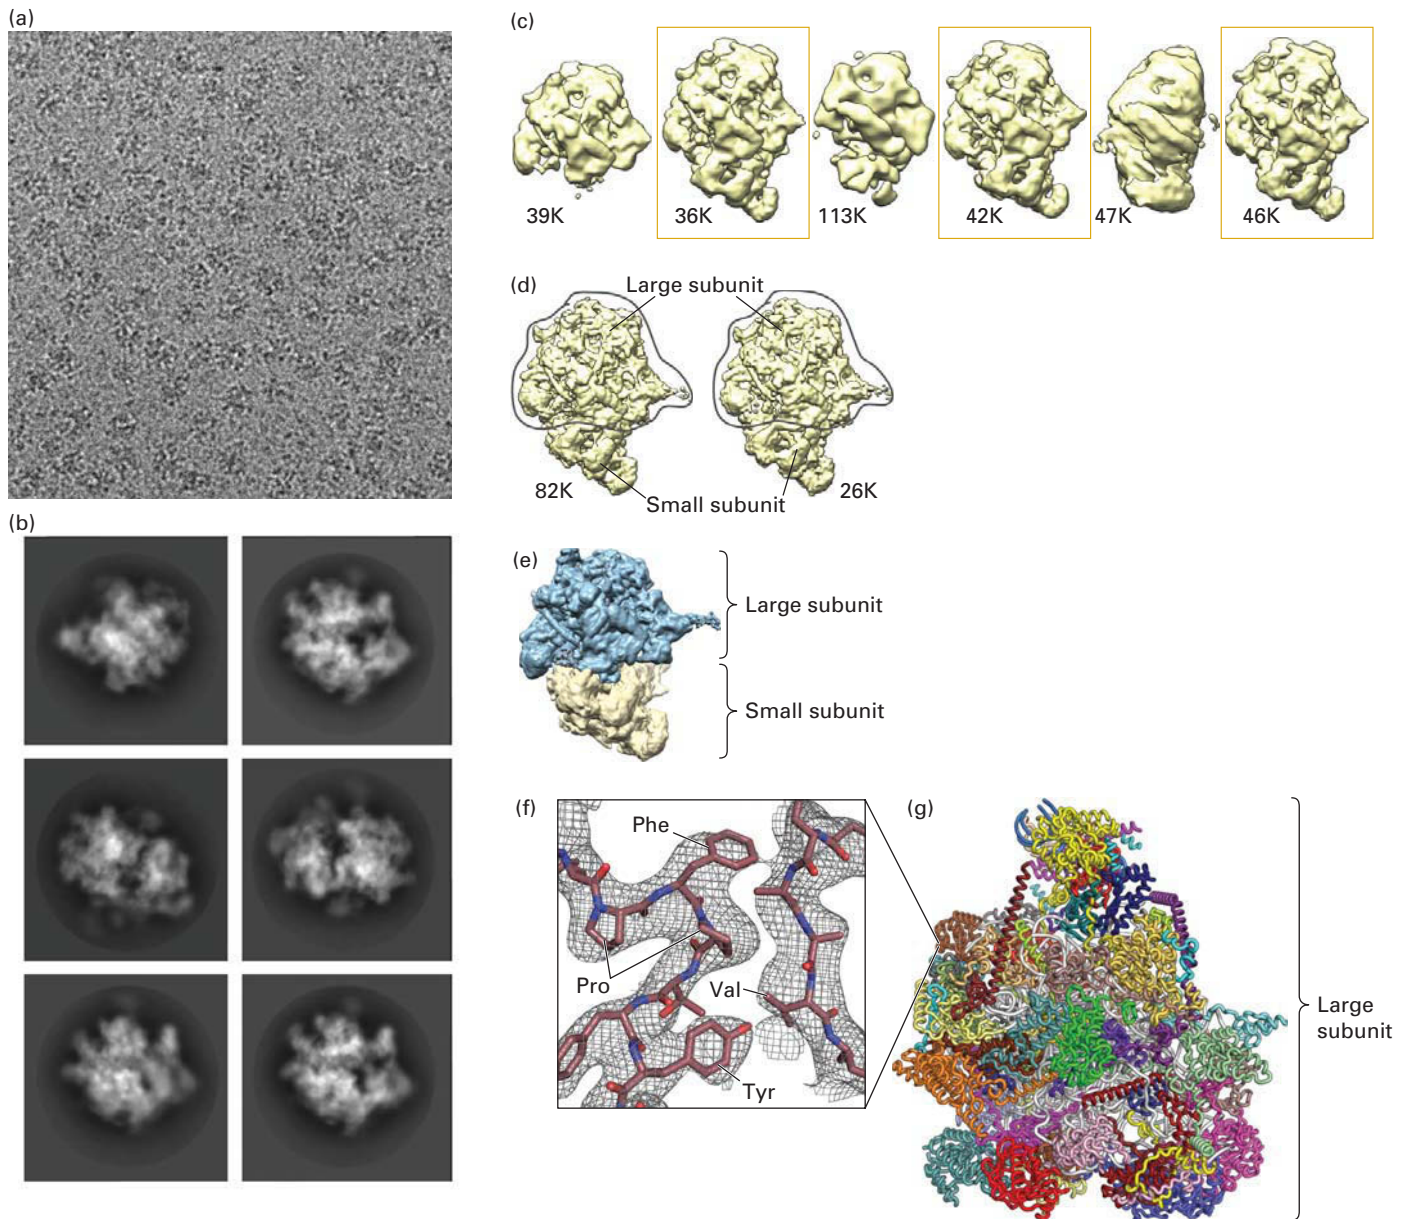 (a)
(b)
(c)
39K
36K
113K
42K
47K
46K
(d)
Large subunit
82K
Small subunit
26K
(e)
Large subunit
Small subunit
(f)
Phe
Pro
Val
Tyr
(g)
Large
subunit